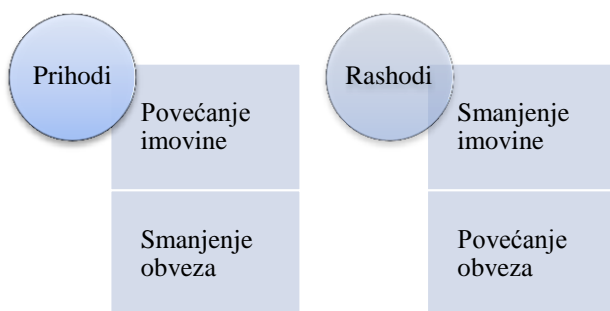 Prihodi
Povećanje
imovine
Smanjenje
obveza
Rashodi
Smanjenje
imovine
Povećanje
obveza